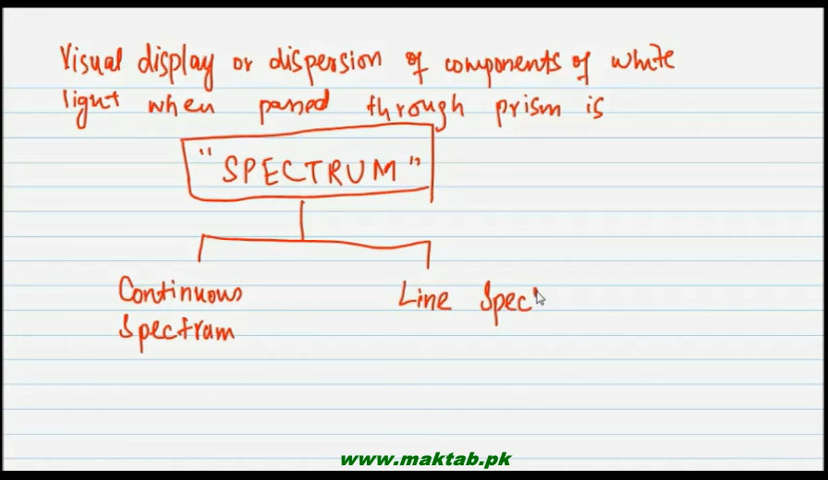 Visual display or dispersion of components of white
light when passed through prism is
"SPECTRUM"
Continuous
Spectrum
Line Spect
www.maktab.pk